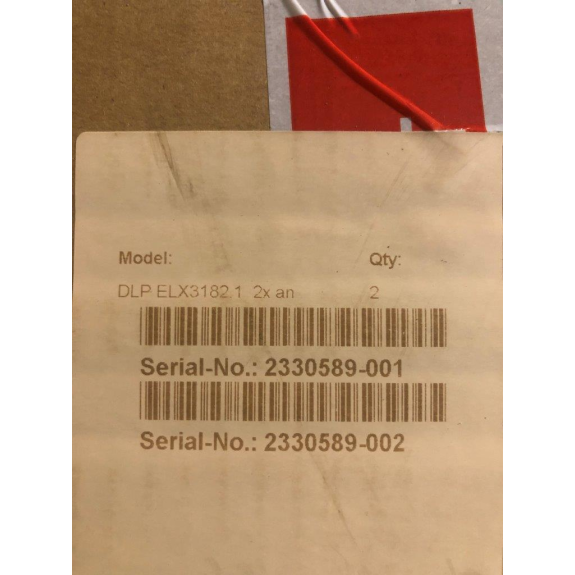 Model: Qty:
DLP ELX3182.1 2x an 2
Serial-No.: 2330589-001
Serial-No.: 2330589-002